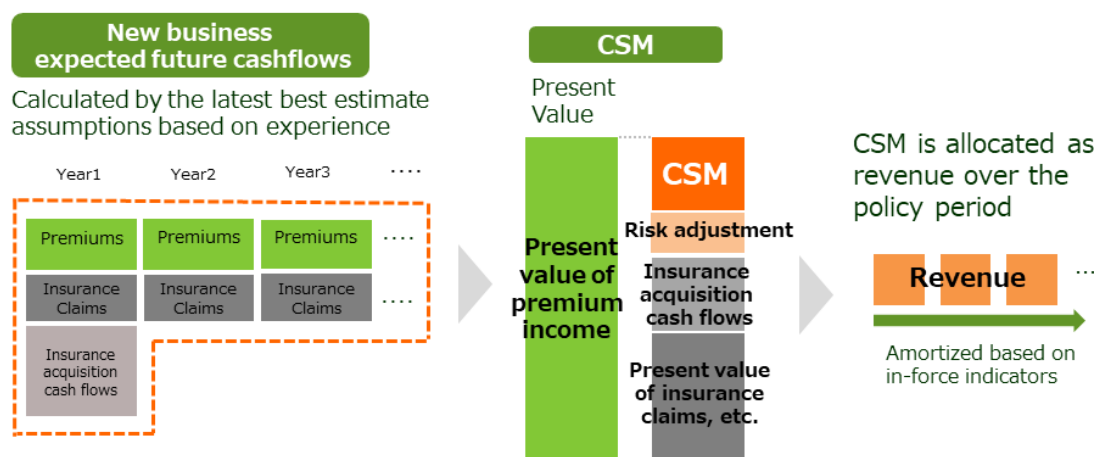 New business
expected future cashflows
Calculated by the latest best estimate
assumptions based on experience
Year1
Year2
Year3
....
Premiums
Premiums
Premiums
....
Insurance
Claims
Insurance
Claims
Insurance
Claims
....
Insurance
acquisition
cash flows
CSM
Present
Value
Present
value of
premium
income
CSM
Risk adjustment
Insurance
acquisition
cash flows
Present value
of insurance
claims, etc.
CSM is allocated as
revenue over the
policy period
Revenue
...
Amortized based on
in-force indicators